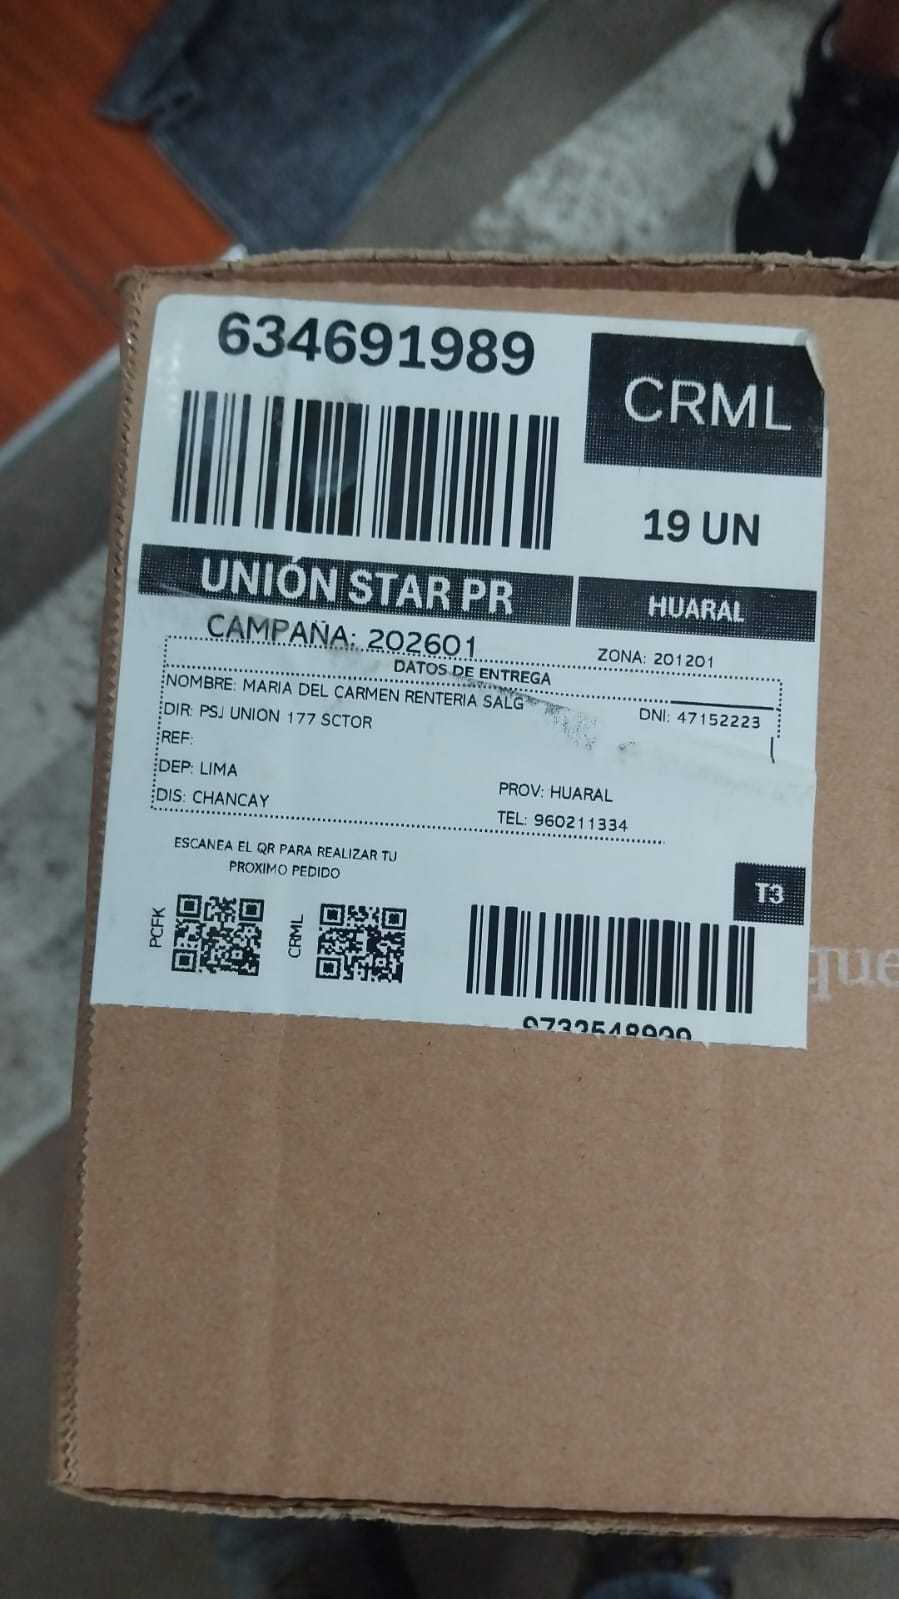 634691989
CRML
19 UN
UNIÓN STAR PR
HUARAL
CAMPAÑA: 202601
ZONA: 201201
DATOS DE ENTREGA
NOMBRE: MARIA DEL CARMEN RENTERIA SALG
DNI: 47152223
DIR: PSJ UNION 177 SCTOR
REF:
DEP: LIMA
PROV: HUARAL
DIS: CHANCAY
TEL: 960211334
ESCANEA EL QR PARA REALIZAR TU
PROXIMO PEDIDO
T3
PCFK
CRML
que